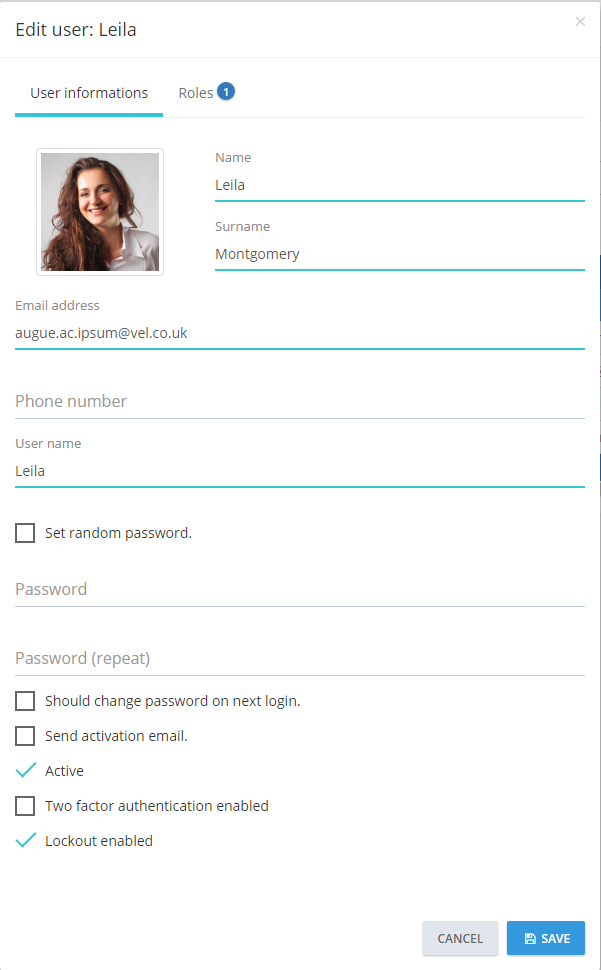 Edit user: Leila
×
User informations
Roles 1
Name
Leila
Surname
Montgomery
Email address
augue.ac.ipsum@vel.co.uk
Phone number
User name
Leila
Set random password.
Password
Password (repeat)
Should change password on next login.
Send activation email.
Active
Two factor authentication enabled
Lockout enabled
CANCEL
SAVE